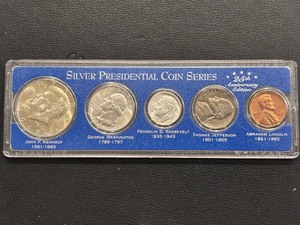 SILVER PRESIDENTIAL COIN SERIES
25th
Anniversary
Edition
JOHN F. KENNEDY
1961-1963
GEORGE WASHINGTON
1789-1797
FRANKLIN D. ROOSEVELT
1933-1945
THOMAS JEFFERSON
1801-1809
ABRAHAM LINCOLN
1861-1865